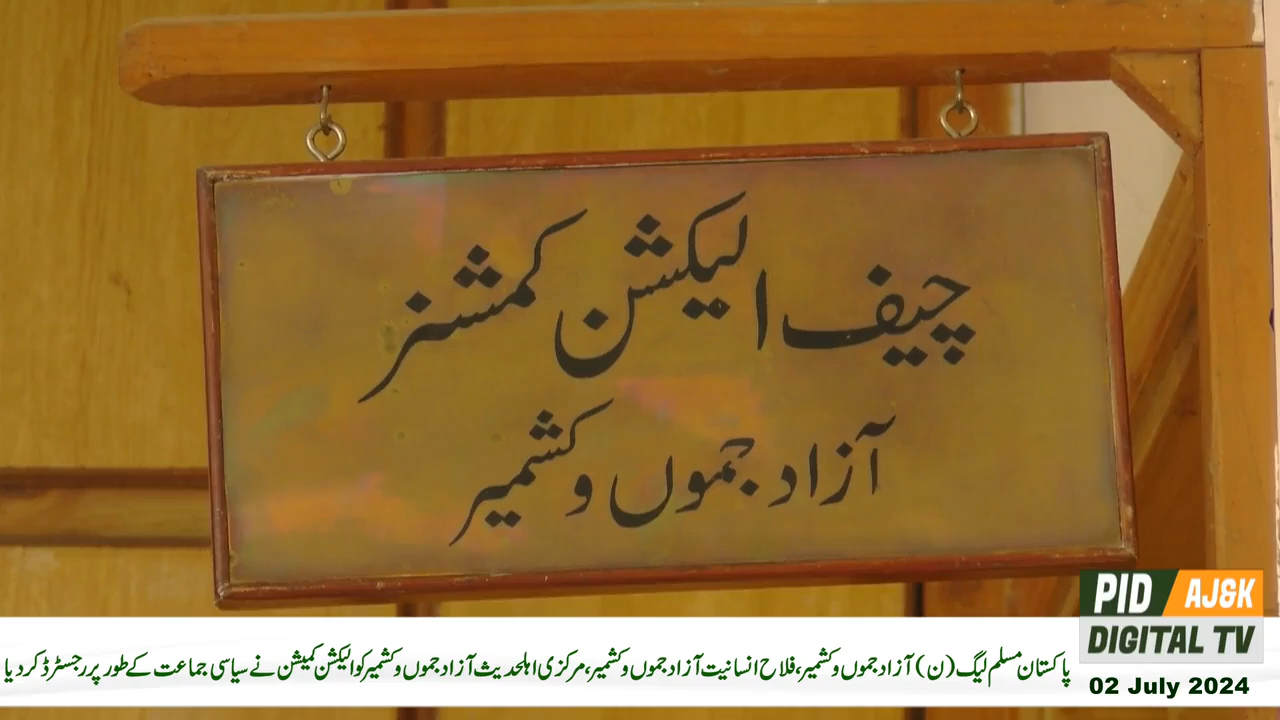 چیف الیکشن کمشنر
آزاد جموں و کشمیر
PID AJ&K
DIGITAL TV
پاکستان مسلم لیگ (ن) آزاد جموں و کشمیر، فلاح انسانیت آزاد جموں و کشمیر، مرکزی اہلحدیث آزاد جموں و کشمیر کو الیکشن کمیشن نے سیاسی جماعت کے طور پر رجسٹرڈ کر دیا
02 July 2024